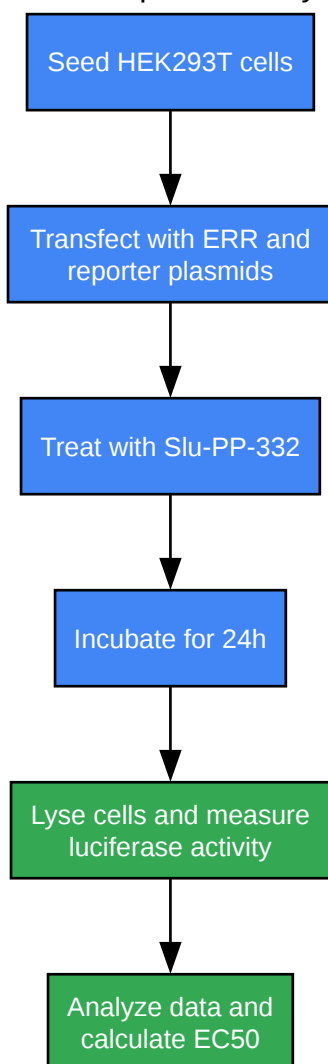 Seed HEK293T cells
Transfect with ERR and
reporter plasmids
Treat with Slu-PP-332
Incubate for 24h
Lyse cells and measure
luciferase activity
Analyze data and
calculate EC50